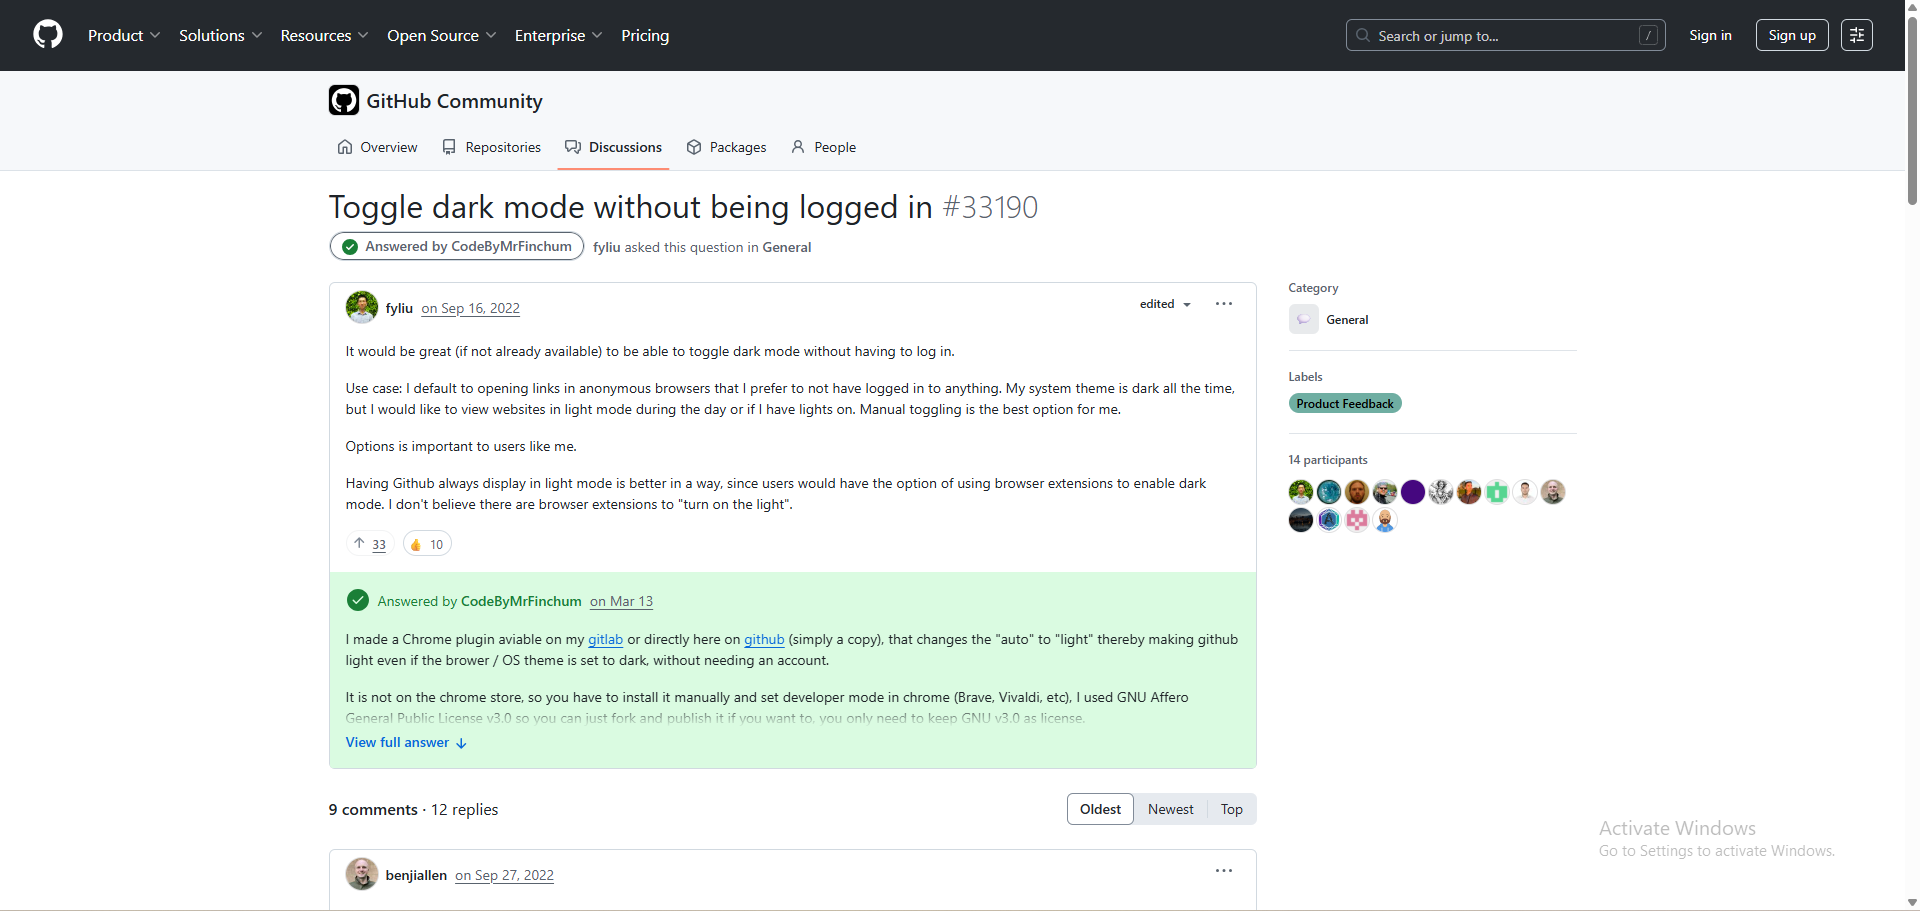 Product
Solutions
Resources
Open Source
Enterprise
Pricing
Search or jump to...
/
Sign in
Sign up
GitHub Community
Overview
Repositories
Discussions
Packages
People
Toggle dark mode without being logged in #33190
Answered by CodeByMrFinchum
fyliu asked this question in General
fyliu on Sep 16, 2022
edited
It would be great (if not already available) to be able to toggle dark mode without having to log in.
Use case: I default to opening links in anonymous browsers that I prefer to not have logged in to anything. My system theme is dark all the time,
but I would like to view websites in light mode during the day or if I have lights on. Manual toggling is the best option for me.
Options is important to users like me.
Having Github always display in light mode is better in a way, since users would have the option of using browser extensions to enable dark
mode. I don't believe there are browser extensions to "turn on the light".
33
10
Answered by CodeByMrFinchum on Mar 13
I made a Chrome plugin aviable on my gitlab or directly here on github (simply a copy), that changes the "auto" to "light" thereby making github
light even if the brower / OS theme is set to dark, without needing an account.
It is not on the chrome store, so you have to install it manually and set developer mode in chrome (Brave, Vivaldi, etc), I used GNU Affero
General Public License v3.0 so you can just fork and publish it if you want to, you only need to keep GNU v3.0 as license.
View full answer
9 comments · 12 replies
Oldest
Newest
Top
benjiallen on Sep 27, 2022
Category
General
Labels
Product Feedback
14 participants
Activate Windows
Go to Settings to activate Windows.